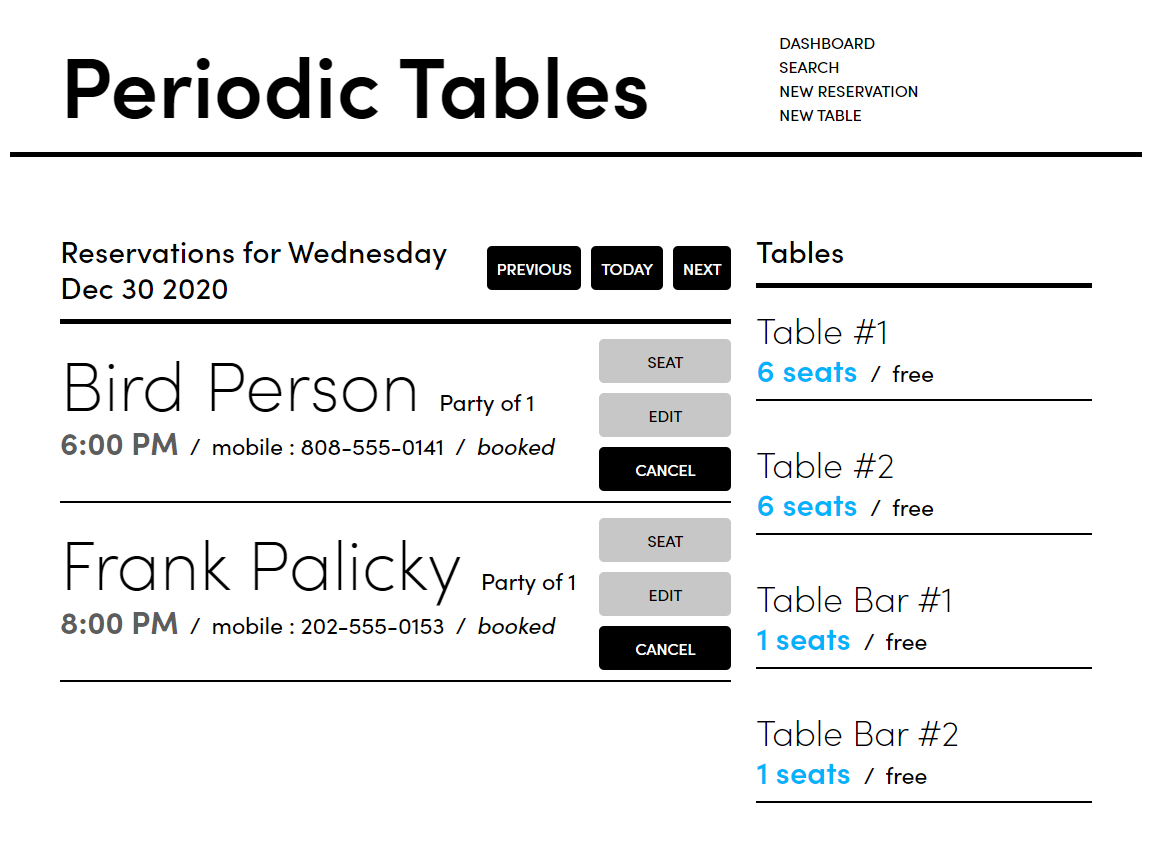 Periodic Tables
DASHBOARD
SEARCH
NEW RESERVATION
NEW TABLE
Reservations for Wednesday
Dec 30 2020
PREVIOUS
TODAY
NEXT
Bird Person Party of 1
6:00 PM / mobile : 808-555-0141 / booked
SEAT
EDIT
CANCEL
Frank Palicky Party of 1
8:00 PM / mobile : 202-555-0153 / booked
SEAT
EDIT
CANCEL
Tables
Table #1
6 seats / free
Table #2
6 seats / free
Table Bar #1
1 seats / free
Table Bar #2
1 seats / free